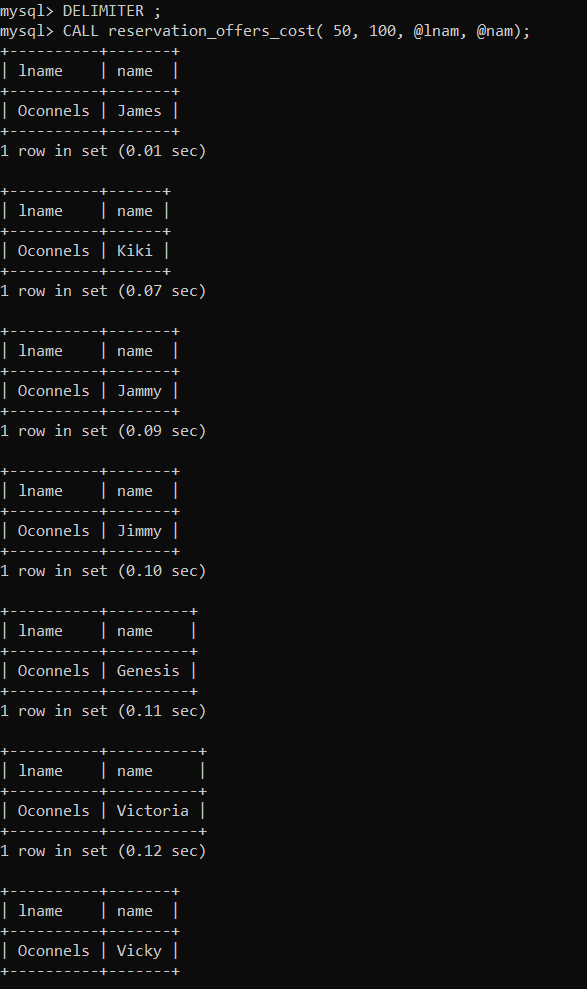 mysql> DELIMITER ;
mysql> CALL reservation_offers_cost( 50, 100, @lnam, @nam);
+----------+-------+
| lname    | name  |
+----------+-------+
| Oconnels | James |
+----------+-------+
1 row in set (0.01 sec)

+----------+------+
| lname    | name |
+----------+------+
| Oconnels | Kiki |
+----------+------+
1 row in set (0.07 sec)

+----------+-------+
| lname    | name  |
+----------+-------+
| Oconnels | Jammy |
+----------+-------+
1 row in set (0.09 sec)

+----------+-------+
| lname    | name  |
+----------+-------+
| Oconnels | Jimmy |
+----------+-------+
1 row in set (0.10 sec)

+----------+---------+
| lname    | name    |
+----------+---------+
| Oconnels | Genesis |
+----------+---------+
1 row in set (0.11 sec)

+----------+----------+
| lname    | name     |
+----------+----------+
| Oconnels | Victoria |
+----------+----------+
1 row in set (0.12 sec)

+----------+-------+
| lname    | name  |
+----------+-------+
| Oconnels | Vicky |
+----------+-------+